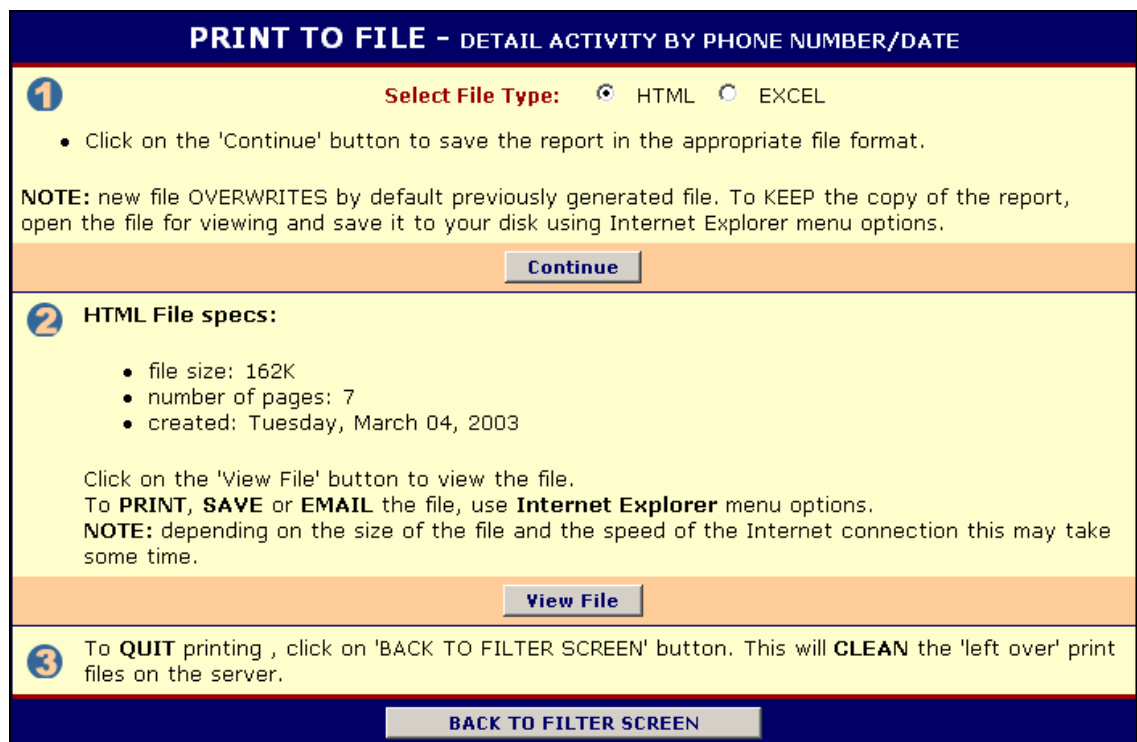 PRINT TO FILE - DETAIL ACTIVITY BY PHONE NUMBER/DATE
1 Select File Type: HTML EXCEL
• Click on the 'Continue' button to save the report in the appropriate file format.
NOTE: new file OVERWRITES by default previously generated file. To KEEP the copy of the report,
open the file for viewing and save it to your disk using Internet Explorer menu options.
Continue
2 HTML File specs:
• file size: 162K
• number of pages: 7
• created: Tuesday, March 04, 2003
Click on the 'View File' button to view the file.
To PRINT, SAVE or EMAIL the file, use Internet Explorer menu options.
NOTE: depending on the size of the file and the speed of the Internet connection this may take
some time.
View File
3 To QUIT printing , click on 'BACK TO FILTER SCREEN' button. This will CLEAN the 'left over' print
files on the server.
BACK TO FILTER SCREEN